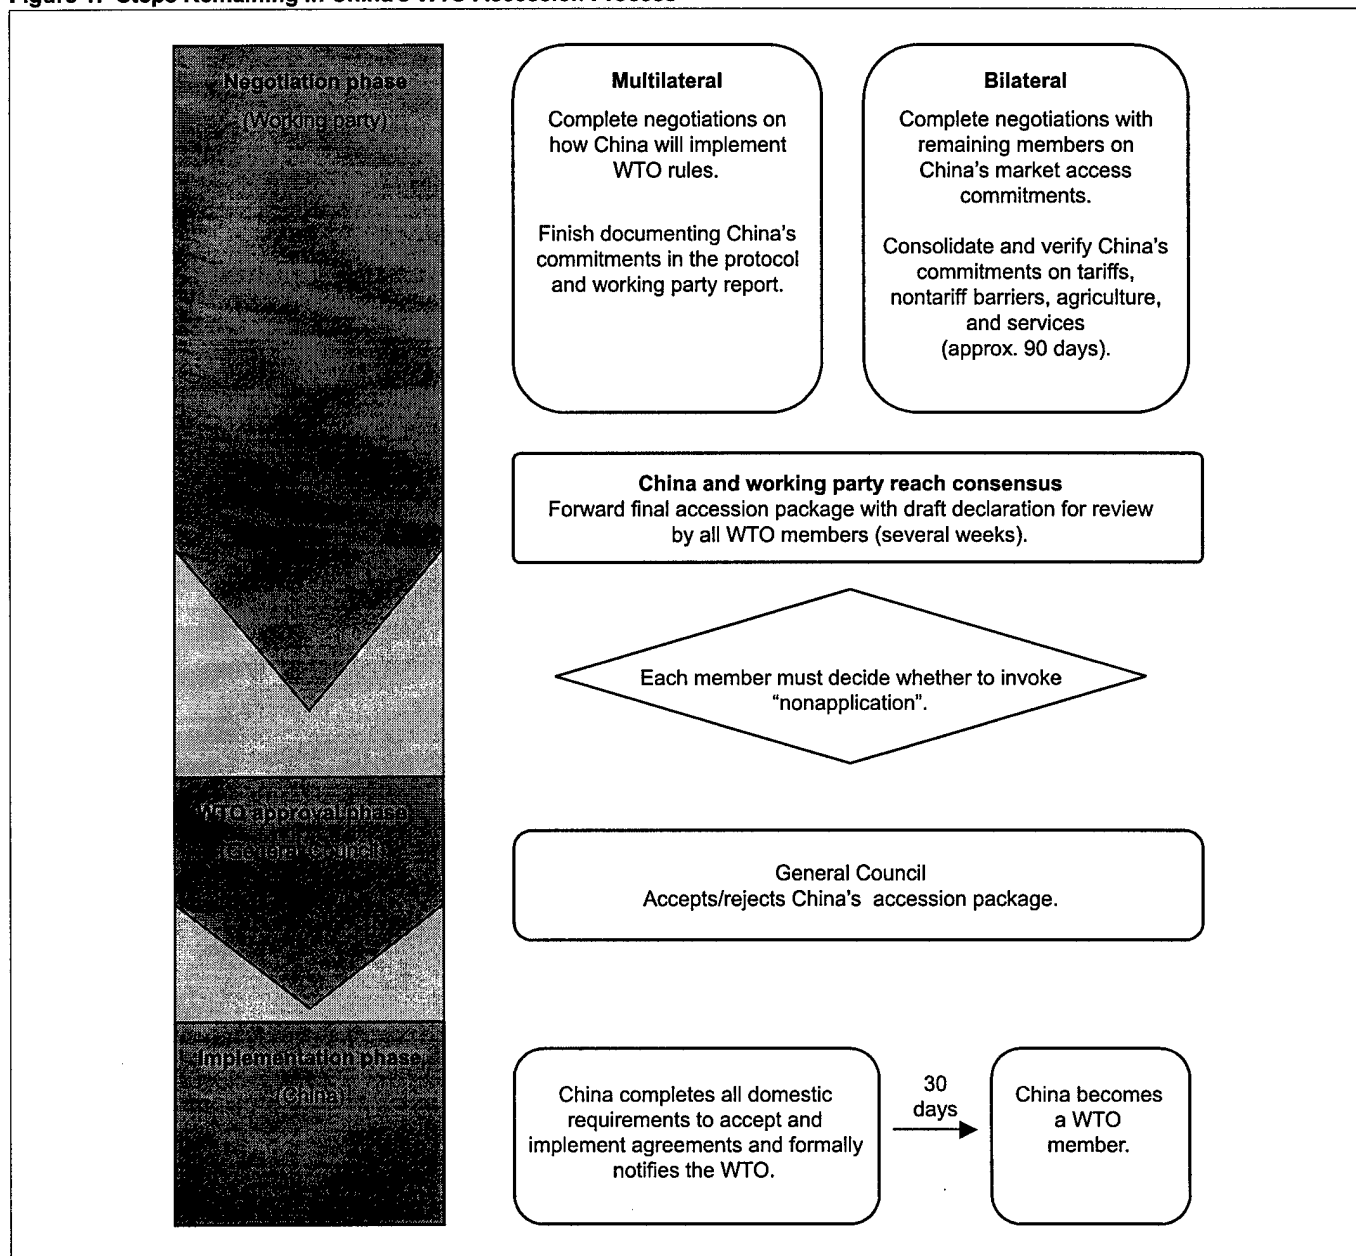 Negotiation phase
(Working party)
Multilateral
Complete negotiations on
how China will implement
WTO rules.
Finish documenting China's
commitments in the protocol
and working party report.
Bilateral
Complete negotiations with
remaining members on
China's market access
commitments.
Consolidate and verify China's
commitments on tariffs,
nontariff barriers, agriculture,
and services
(approx. 90 days).
China and working party reach consensus
Forward final accession package with draft declaration for review
by all WTO members (several weeks).
Each member must decide whether to invoke
“nonapplication”.
WTO approval phase
(General Council)
General Council
Accepts/rejects China's accession package.
Implementation phase
(China)
China completes all domestic
requirements to accept and
implement agreements and formally
notifies the WTO.
30
days
China becomes
a WTO
member.